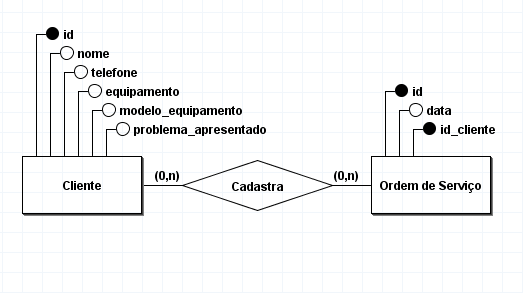 id
nome
telefone
equipamento
modelo_equipamento
problema_apresentado
id
data
id_cliente
Cliente
(0,n)
Cadastra
(0,n)
Ordem de Serviço